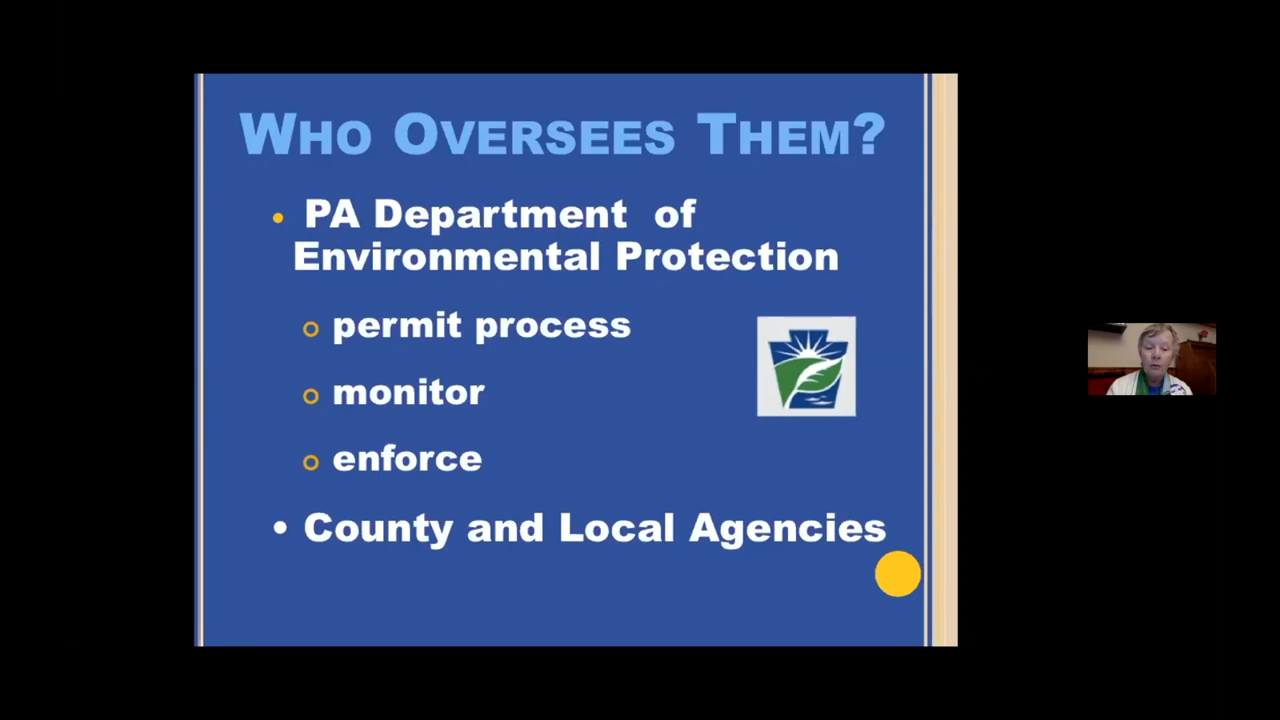 WHO OVERSEES THEM?
• PA Department of
Environmental Protection
o permit process
o monitor
o enforce
• County and Local Agencies